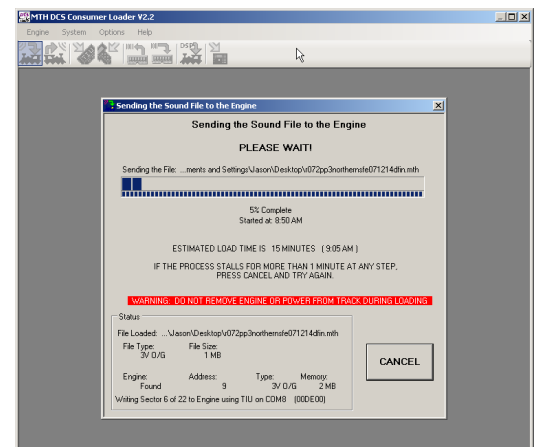 MTH DCS Consumer Loader V2.2
Engine System Options Help
Sending the Sound File to the Engine
Sending the Sound File to the Engine
PLEASE WAIT!
Sending the File: ...ments and Settings\Jason\Desktop\r072pp3northernsfe071214dfin.mth
5% Complete
Started at: 8:50 AM
ESTIMATED LOAD TIME IS 15 MINUTES ( 9:05 AM )
IF THE PROCESS STALLS FOR MORE THAN 1 MINUTE AT ANY STEP,
PRESS CANCEL AND TRY AGAIN.
WARNING: DO NOT REMOVE ENGINE OR POWER FROM TRACK DURING LOADING
Status
File Loaded: ...\Jason\Desktop\r072pp3northernsfe071214dfin.mth
File Type: File Size:
3V O/G 1 MB
CANCEL
Engine: Address: Type: Memory:
Found 9 3V O/G 2 MB
Writing Sector 6 of 22 to Engine using TIU on COM8 (00DE00)